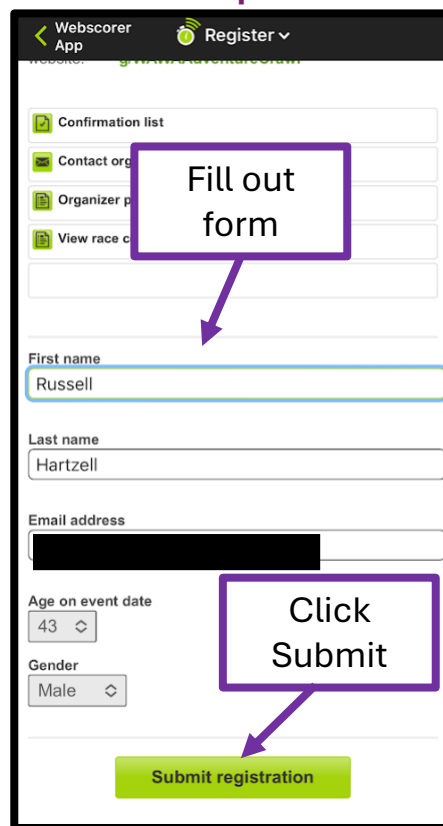 Webscorer
App
Register
website:
Confirmation list
Contact org
Organizer p
View race c
Fill out
form
First name
Russell
Last name
Hartzell
Email address
Age on event date
43
Click
Submit
Gender
Male
Submit registration